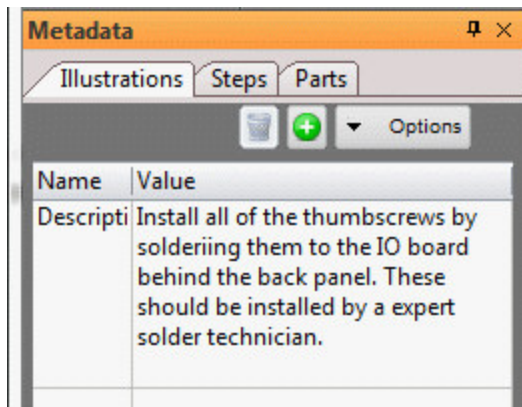 Metadata
Illustrations Steps Parts
Options
Name Value
Descripti Install all of the thumbscrews by
solderiing them to the IO board
behind the back panel. These
should be installed by a expert
solder technician.